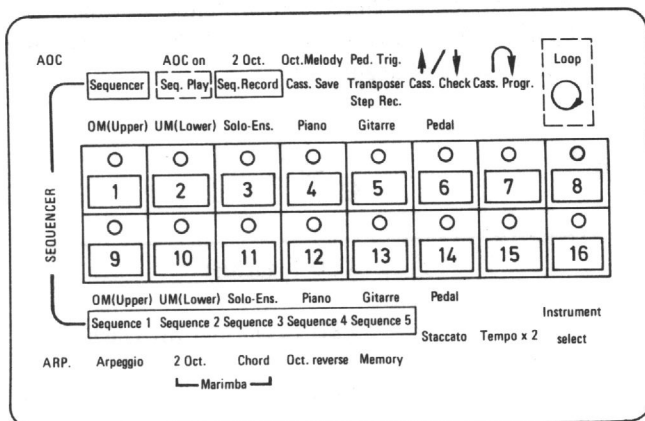 AOC AOC on 2 Oct. Oct.Melody Ped. Trig. Loop
Sequencer Seq. Play Seq.Record Cass. Save Transposer Cass. Check Cass. Progr.
Step Rec.
OM(Upper) UM(Lower) Solo-Ens. Piano Gitarre Pedal
1 2 3 4 5 6 7 8
SEQUENCER
9 10 11 12 13 14 15 16
OM(Upper) UM(Lower) Solo-Ens. Piano Gitarre Pedal
Sequence 1 Sequence 2 Sequence 3 Sequence 4 Sequence 5
Staccato Tempo x 2 Instrument select
ARP. Arpeggio 2 Oct. Chord Oct. reverse Memory
Marimba